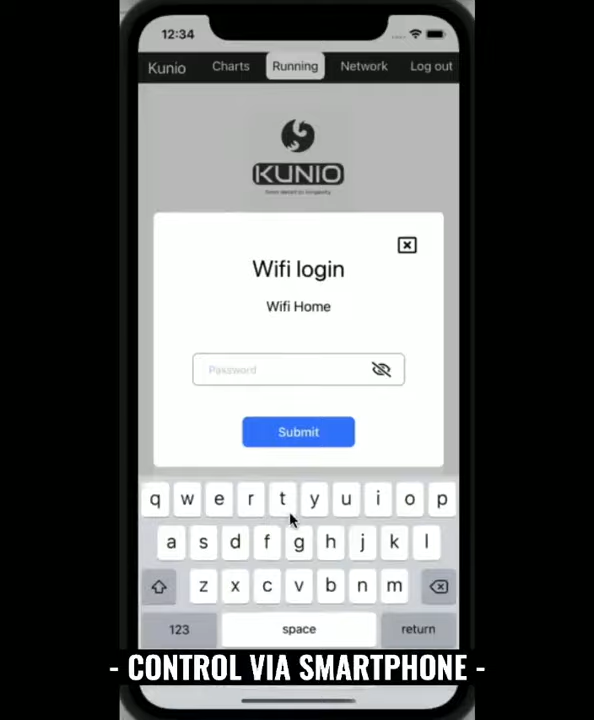 12:34
Kunio Charts Running Network Log out
KUNIO
Wifi login
Wifi Home
Password
Submit
q w e r t y u i o p
a s d f g h j k l
z x c v b n m
123 space return
- CONTROL VIA SMARTPHONE -